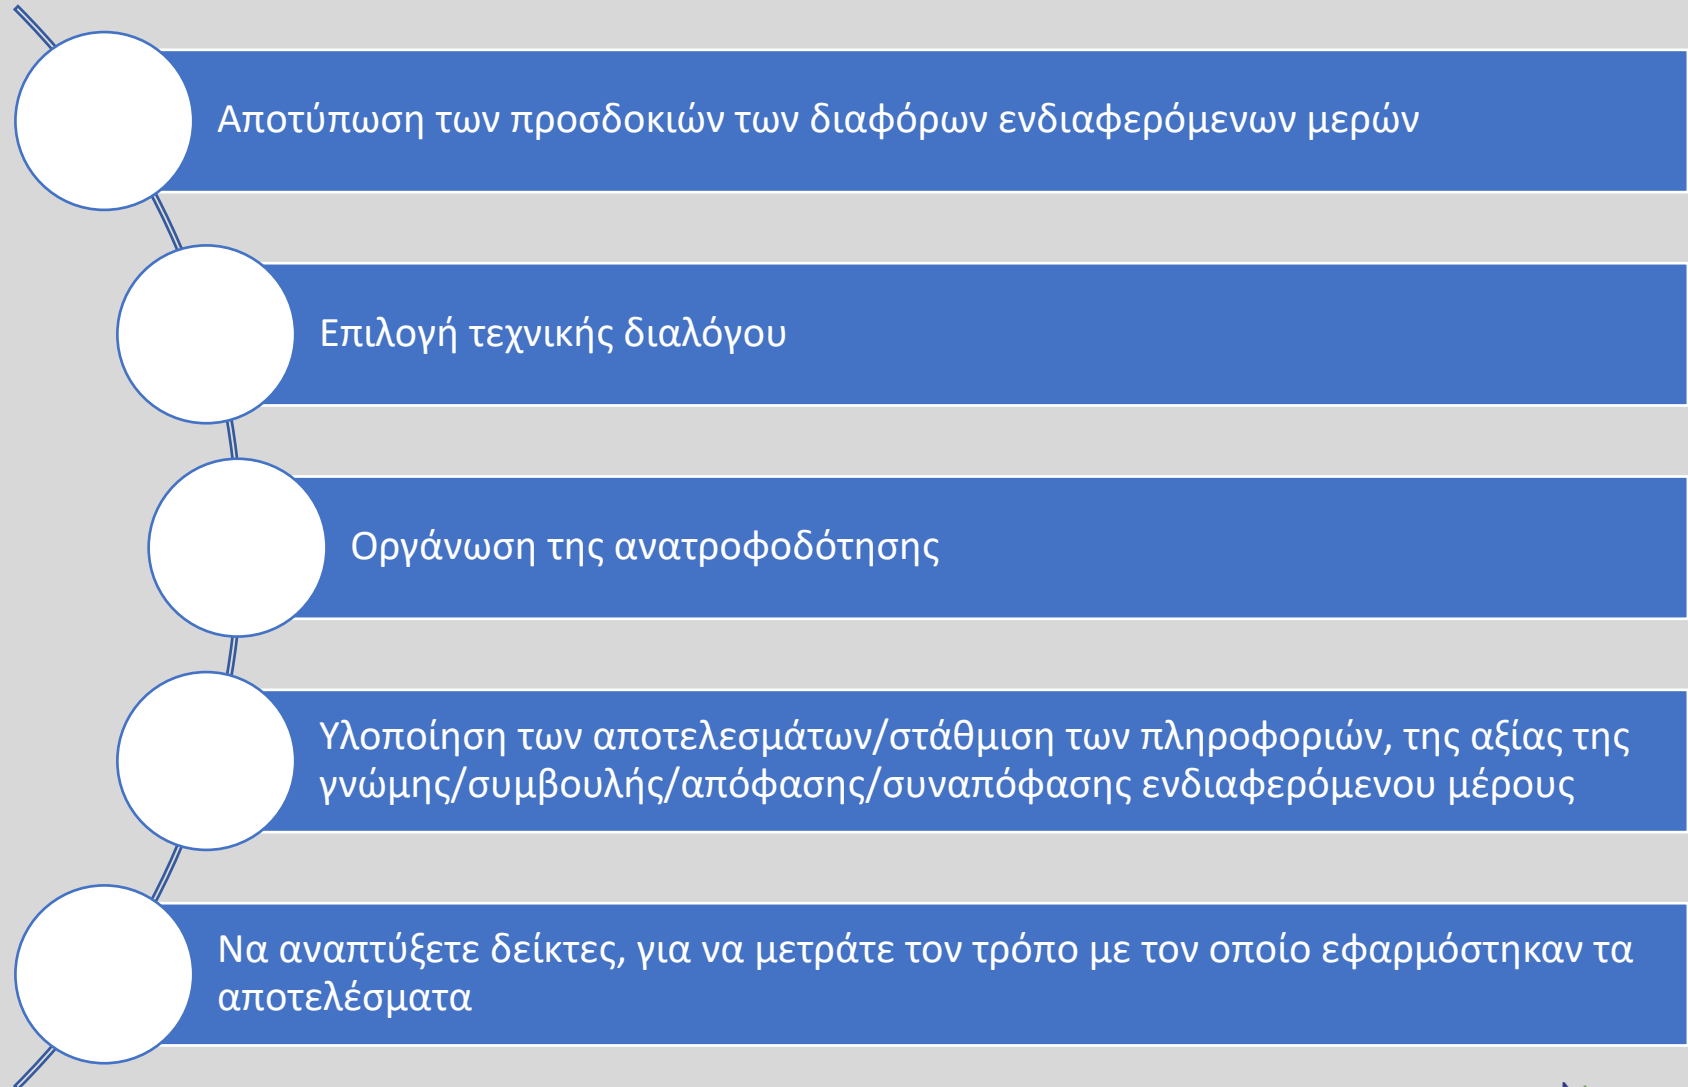 Αποτύπωση των προσδοκιών των διαφόρων ενδιαφερόμενων μερών
Επιλογή τεχνικής διαλόγου
Οργάνωση της ανατροφοδότησης
Υλοποίηση των αποτελεσμάτων/στάθμιση των πληροφοριών, της αξίας της
γνώμης/συμβουλής/απόφασης/συναπόφασης ενδιαφερόμενου μέρους
Να αναπτύξετε δείκτες, για να μετράτε τον τρόπο με τον οποίο εφαρμόστηκαν τα
αποτελέσματα